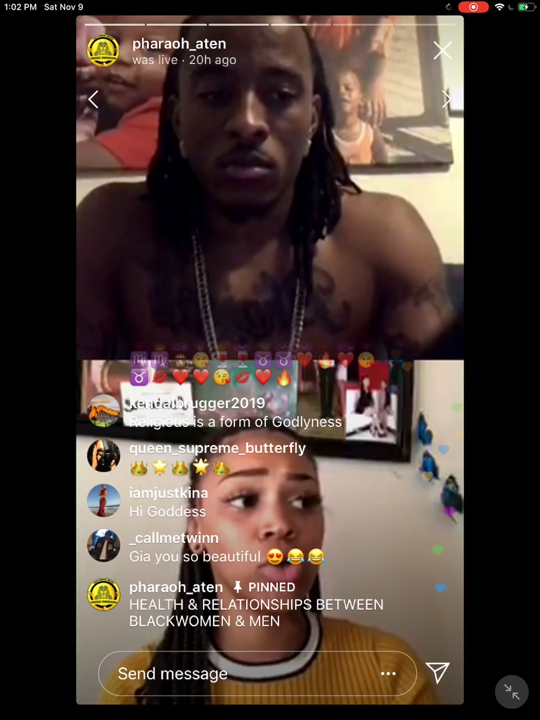 1:02 PM Sat Nov 9
pharaoh_aten
was live · 20h ago
kendalbrugger2019
Religious is a form of Godlyness
queen_supreme_butterfly
iamjustkina
Hi Goddess
_callmetwinn
Gia you so beautiful 😍😂😂
pharaoh_aten PINNED
HEALTH & RELATIONSHIPS BETWEEN
BLACKWOMEN & MEN
Send message